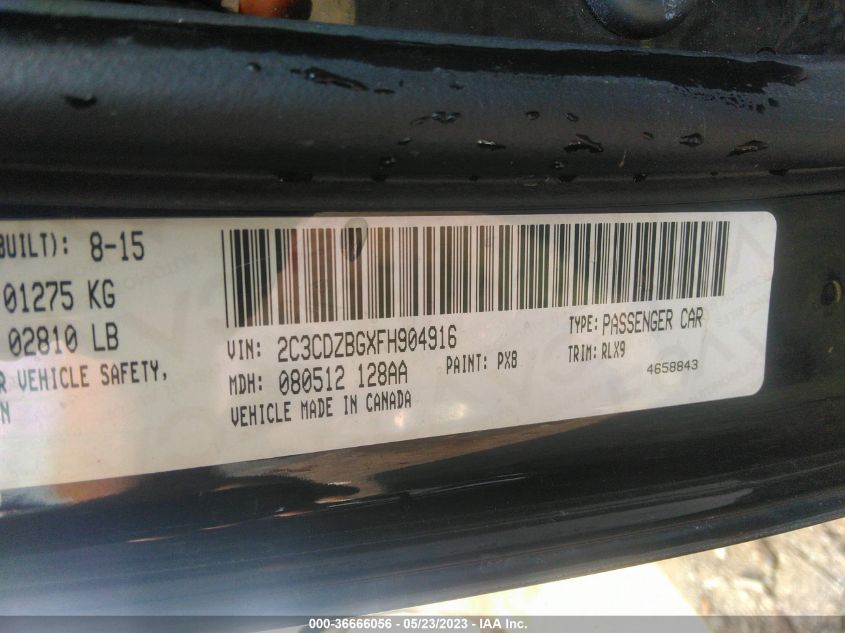 BUILT): 8-15
01275 KG
02810 LB
R VEHICLE SAFETY,
N
VIN: 2C3CDZBGXFH904916
TYPE: PASSENGER CAR
MDH: 080512 128AA
PAINT: PX8
TRIM: RLX9
VEHICLE MADE IN CANADA
4658843
000-36666056 — 05/23/2023 — IAA Inc.